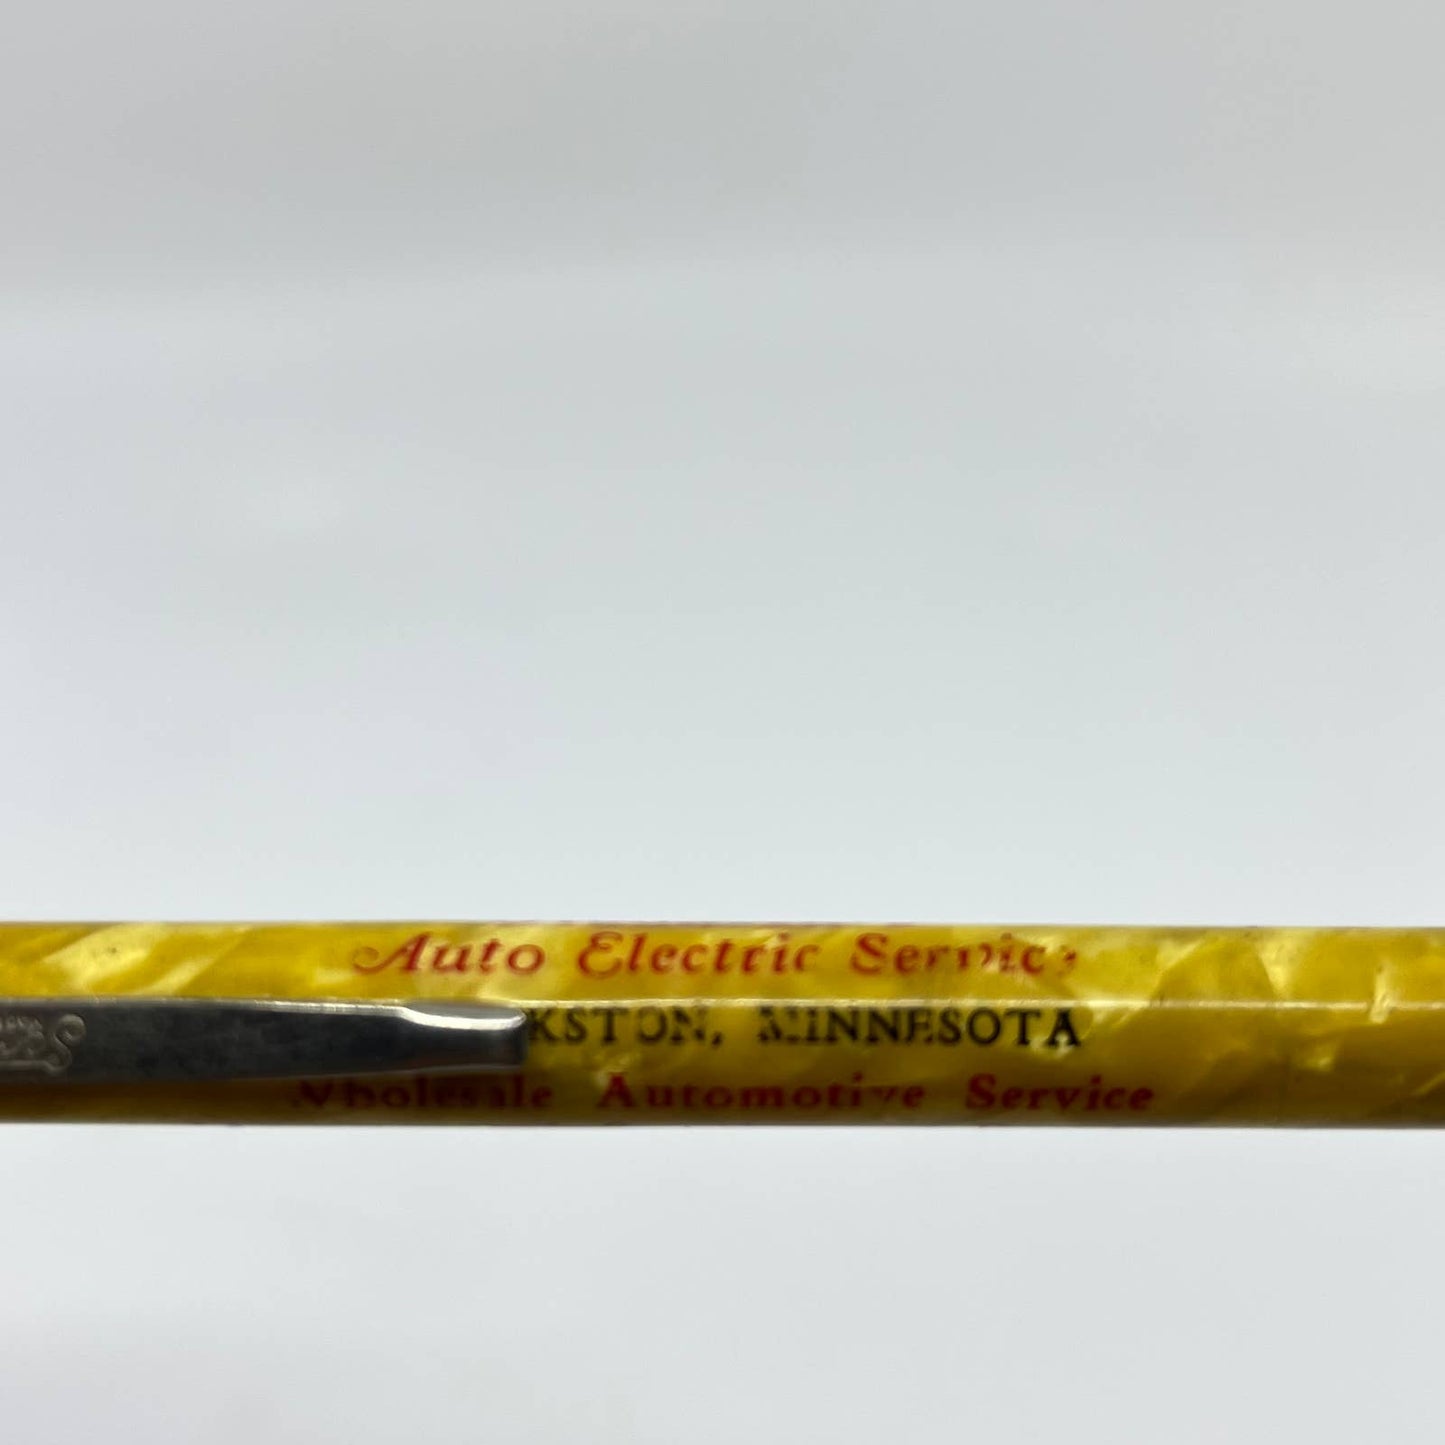 Auto Electric Service
KSTON, MINNESOTA
Wholesale Automotive Service